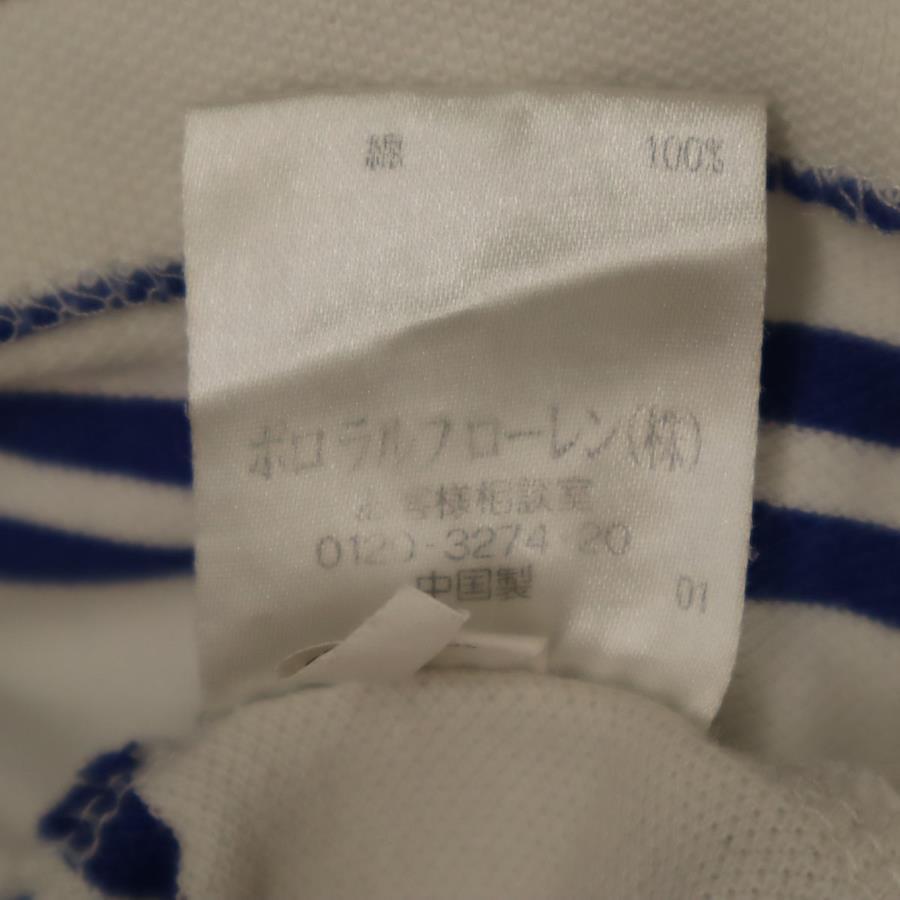 綿 100%
ポロ ラルフローレン(株)
お客様相談室
0120-3274-20
中国製 01